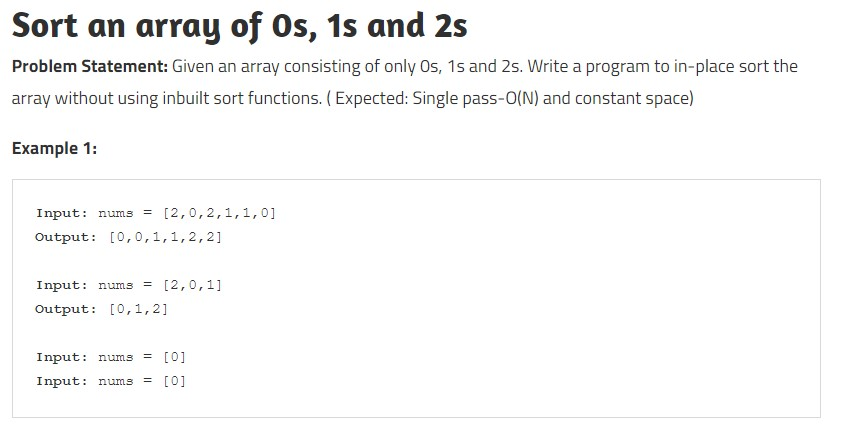 Sort an array of 0s, 1s and 2s
Problem Statement: Given an array consisting of only 0s, 1s and 2s. Write a program to in-place sort the
array without using inbuilt sort functions. ( Expected: Single pass-O(N) and constant space)
Example 1:
Input: nums = [2,0,2,1,1,0]
Output: [0,0,1,1,2,2]
Input: nums = [2,0,1]
Output: [0,1,2]
Input: nums = [0]
Input: nums = [0]